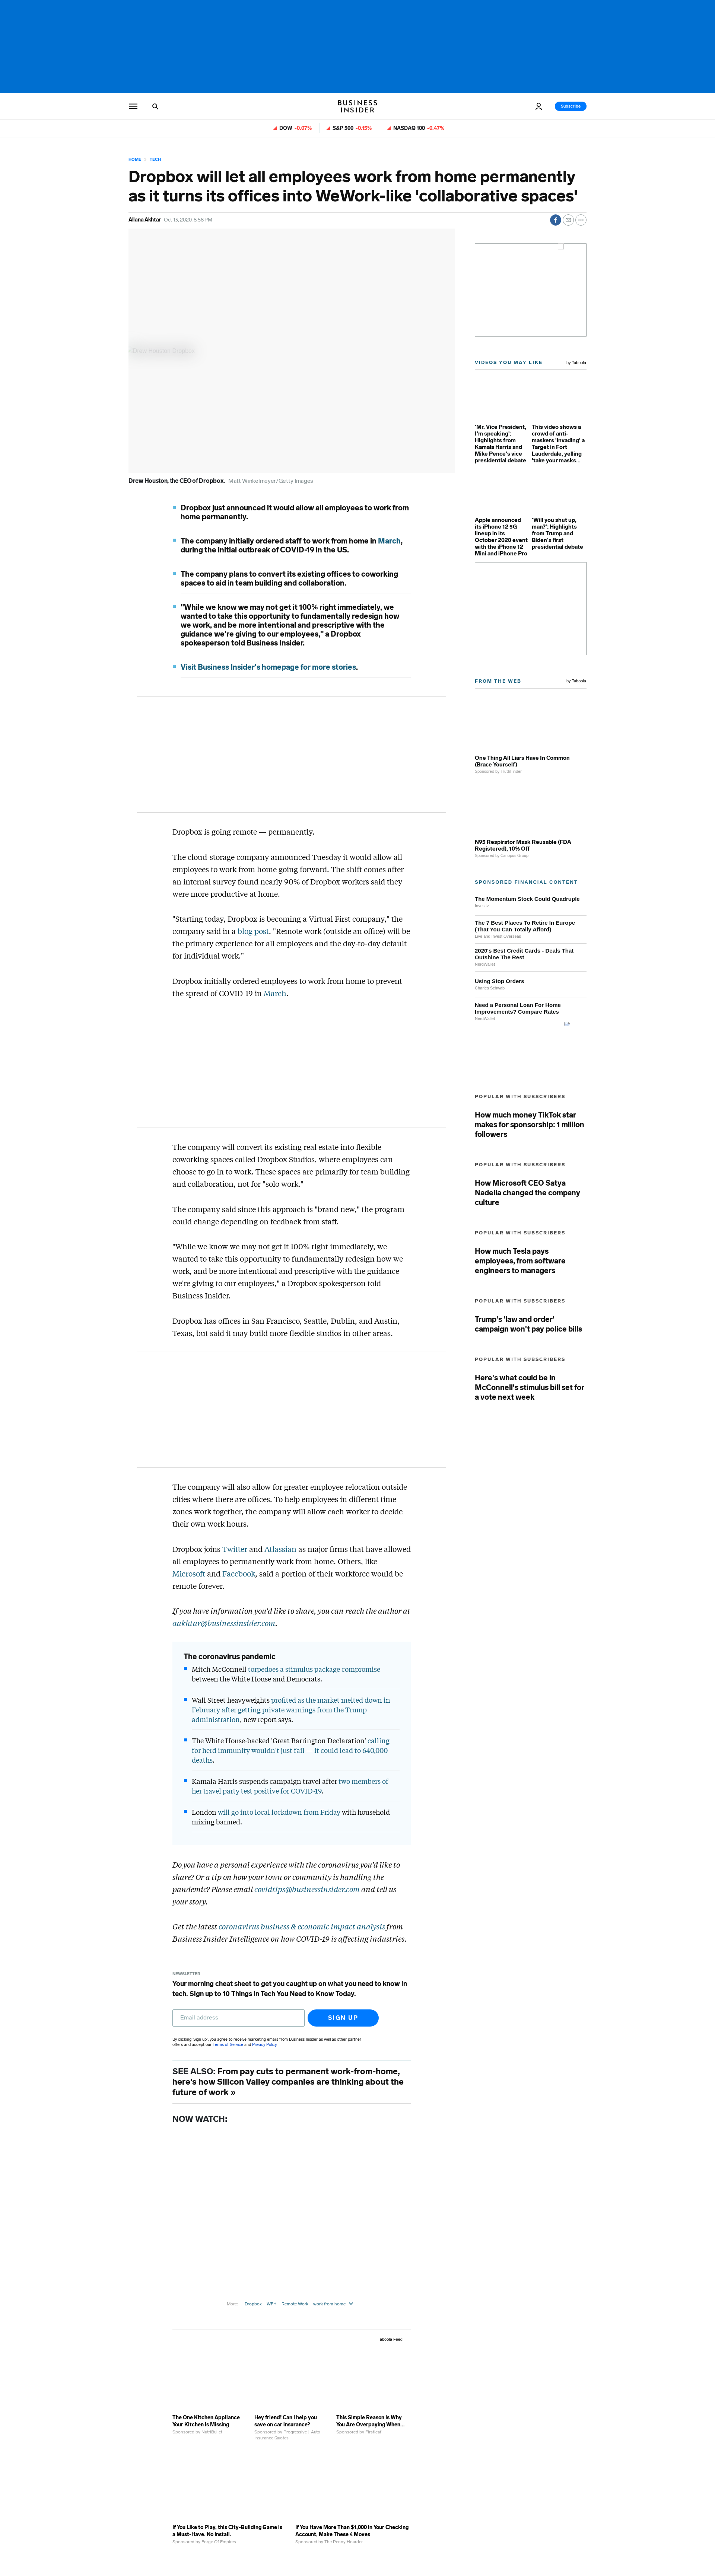 BUSINESS
INSIDER
Subscribe
DOW -0.07% S&P 500 -0.15% NASDAQ 100 -0.47%
HOME > TECH
Dropbox will let all employees work from home permanently
as it turns its offices into WeWork-like 'collaborative spaces'
Allana Akhtar Oct 13, 2020, 8:58 PM
Drew Houston, the CEO of Dropbox. Matt Winkelmeyer/Getty Images
Dropbox just announced it would allow all employees to work from
home permanently.
The company initially ordered staff to work from home in March,
during the initial outbreak of COVID-19 in the US.
The company plans to convert its existing offices to coworking
spaces to aid in team building and collaboration.
"While we know we may not get it 100% right immediately, we
wanted to take this opportunity to fundamentally redesign how
we work, and be more intentional and prescriptive with the
guidance we're giving to our employees," a Dropbox
spokesperson told Business Insider.
Visit Business Insider's homepage for more stories.
Dropbox is going remote — permanently.
The cloud-storage company announced Tuesday it would allow all
employees to work from home going forward. The shift comes after
an internal survey found nearly 90% of Dropbox workers said they
were more productive at home.
"Starting today, Dropbox is becoming a Virtual First company," the
company said in a blog post. "Remote work (outside an office) will be
the primary experience for all employees and the day-to-day default
for individual work."
Dropbox initially ordered employees to work from home to prevent
the spread of COVID-19 in March.
The company will convert its existing real estate into flexible
coworking spaces called Dropbox Studios, where employees can
choose to go in to work. These spaces are primarily for team building
and collaboration, not for "solo work."
The company said since this approach is "brand new," the program
could change depending on feedback from staff.
"While we know we may not get it 100% right immediately, we
wanted to take this opportunity to fundamentally redesign how we
work, and be more intentional and prescriptive with the guidance
we're giving to our employees," a Dropbox spokesperson told
Business Insider.
Dropbox has offices in San Francisco, Seattle, Dublin, and Austin,
Texas, but said it may build more flexible studios in other areas.
The company will also allow for greater employee relocation outside
cities where there are offices. To help employees in different time
zones work together, the company will allow each worker to decide
their own work hours.
Dropbox joins Twitter and Atlassian as major firms that have allowed
all employees to permanently work from home. Others, like
Microsoft and Facebook, said a portion of their workforce would be
remote forever.
If you have information you'd like to share, you can reach the author at
aakhtar@businessinsider.com.
The coronavirus pandemic
Mitch McConnell torpedoes a stimulus package compromise
between the White House and Democrats.
Wall Street heavyweights profited as the market melted down in
February after getting private warnings from the Trump
administration, new report says.
The White House-backed 'Great Barrington Declaration' calling
for herd immunity wouldn't just fail — it could lead to 640,000
deaths.
Kamala Harris suspends campaign travel after two members of
her travel party test positive for COVID-19.
London will go into local lockdown from Friday with household
mixing banned.
Do you have a personal experience with the coronavirus you'd like to
share? Or a tip on how your town or community is handling the
pandemic? Please email covidtips@businessinsider.com and tell us
your story.
Get the latest coronavirus business & economic impact analysis from
Business Insider Intelligence on how COVID-19 is affecting industries.
NEWSLETTER
Your morning cheat sheet to get you caught up on what you need to know in
tech. Sign up to 10 Things in Tech You Need to Know Today.
Email address
SIGN UP
By clicking 'Sign up', you agree to receive marketing emails from Business Insider as well as other partner
offers and accept our Terms of Service and Privacy Policy.
SEE ALSO: From pay cuts to permanent work-from-home,
here's how Silicon Valley companies are thinking about the
future of work »
NOW WATCH:
More: Dropbox WFH Remote Work work from home
Taboola Feed
The One Kitchen Appliance
Your Kitchen Is Missing
Sponsored by NutriBullet
Hey friend! Can I help you
save on car insurance?
Sponsored by Progressive | Auto
Insurance Quotes
This Simple Reason Is Why
You Are Overpaying When...
Sponsored by
If You Like to Play, this City-Building Game is
a Must-Have. No Install.
Sponsored by Forge Of Empires
If You Have More Than $1,000 in Your Checking
Account, Make These 4 Moves
Sponsored by The Penny Hoarder
VIDEOS YOU MAY LIKE
by Taboola
'Mr. Vice President,
I'm speaking':
Highlights from
Kamala Harris and
Mike Pence's vice
presidential debate
This video shows a
crowd of anti-
maskers 'invading' a
Target in Fort
Lauderdale, yelling
'take your masks...
Apple announced
its iPhone 12 5G
lineup in its
October 2020 event
with the iPhone 12
Mini and iPhone Pro
'Will you shut up,
man?': Highlights
from Trump and
Biden's first
presidential debate
FROM THE WEB
by Taboola
One Thing All Liars Have In Common
(Brace Yourself)
Sponsored by TruthFinder
N95 Respirator Mask Reusable (FDA
Registered), 10% Off
Sponsored by Canopus Group
SPONSORED FINANCIAL CONTENT
The Momentum Stock Could Quadruple
The 7 Best Places To Retire In Europe
(That You Can Totally Afford)
Live and Invest Overseas
2020's Best Credit Cards - Deals That
Outshine The Rest
NerdWallet
Using Stop Orders
Charles Schwab
Need a Personal Loan For Home
Improvements? Compare Rates
NerdWallet
POPULAR WITH SUBSCRIBERS
How much money TikTok star
makes for sponsorship: 1 million
followers
POPULAR WITH SUBSCRIBERS
How Microsoft CEO Satya
Nadella changed the company
culture
POPULAR WITH SUBSCRIBERS
How much Tesla pays
employees, from software
engineers to managers
POPULAR WITH SUBSCRIBERS
Trump's 'law and order'
campaign won't pay police bills
POPULAR WITH SUBSCRIBERS
Here's what could be in
McConnell's stimulus bill set for
a vote next week